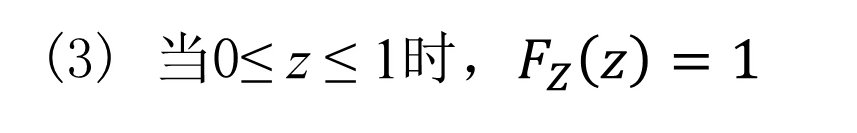 (3) 当0≤ z ≤ 1时，F_Z(z) = 1